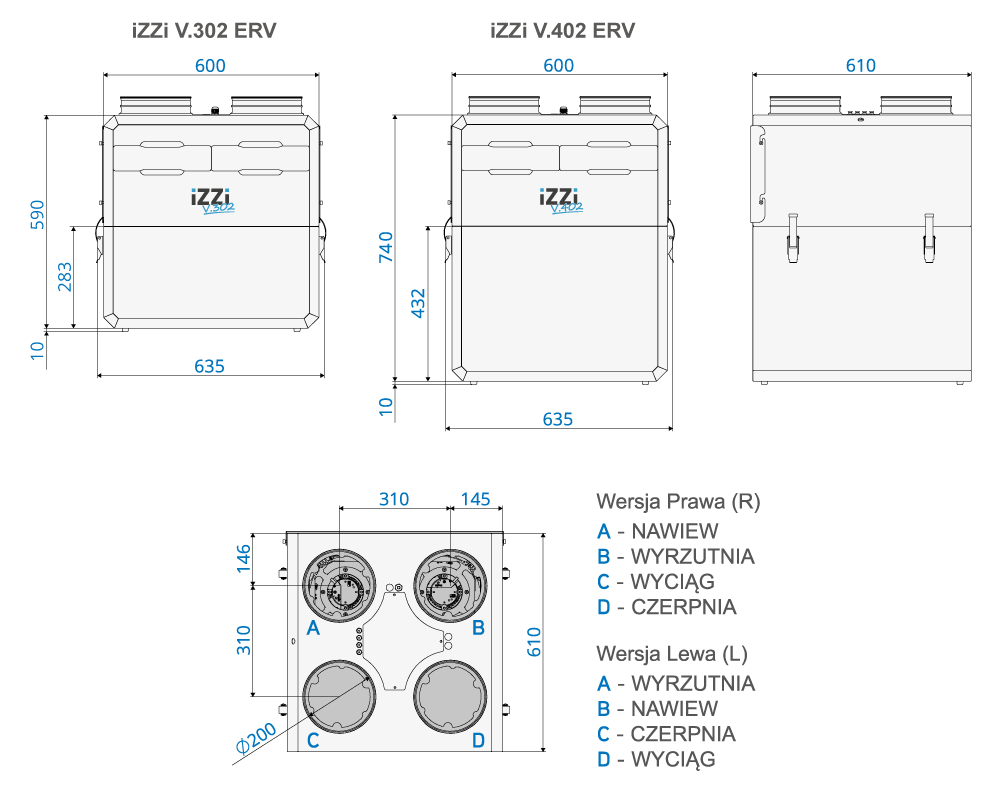 iZZi V.302 ERV
iZZi V.402 ERV
600
600
610
iZZi
V.302
iZZi
V.402
590
283
10
635
740
432
10
635
310
145
146
310
610
Ø200
A
B
C
D
Wersja Prawa (R)
A - NAWIEW
B - WYRZUTNIA
C - WYCIĄG
D - CZERPNIA
Wersja Lewa (L)
A - WYRZUTNIA
B - NAWIEW
C - CZERPNIA
D - WYCIĄG